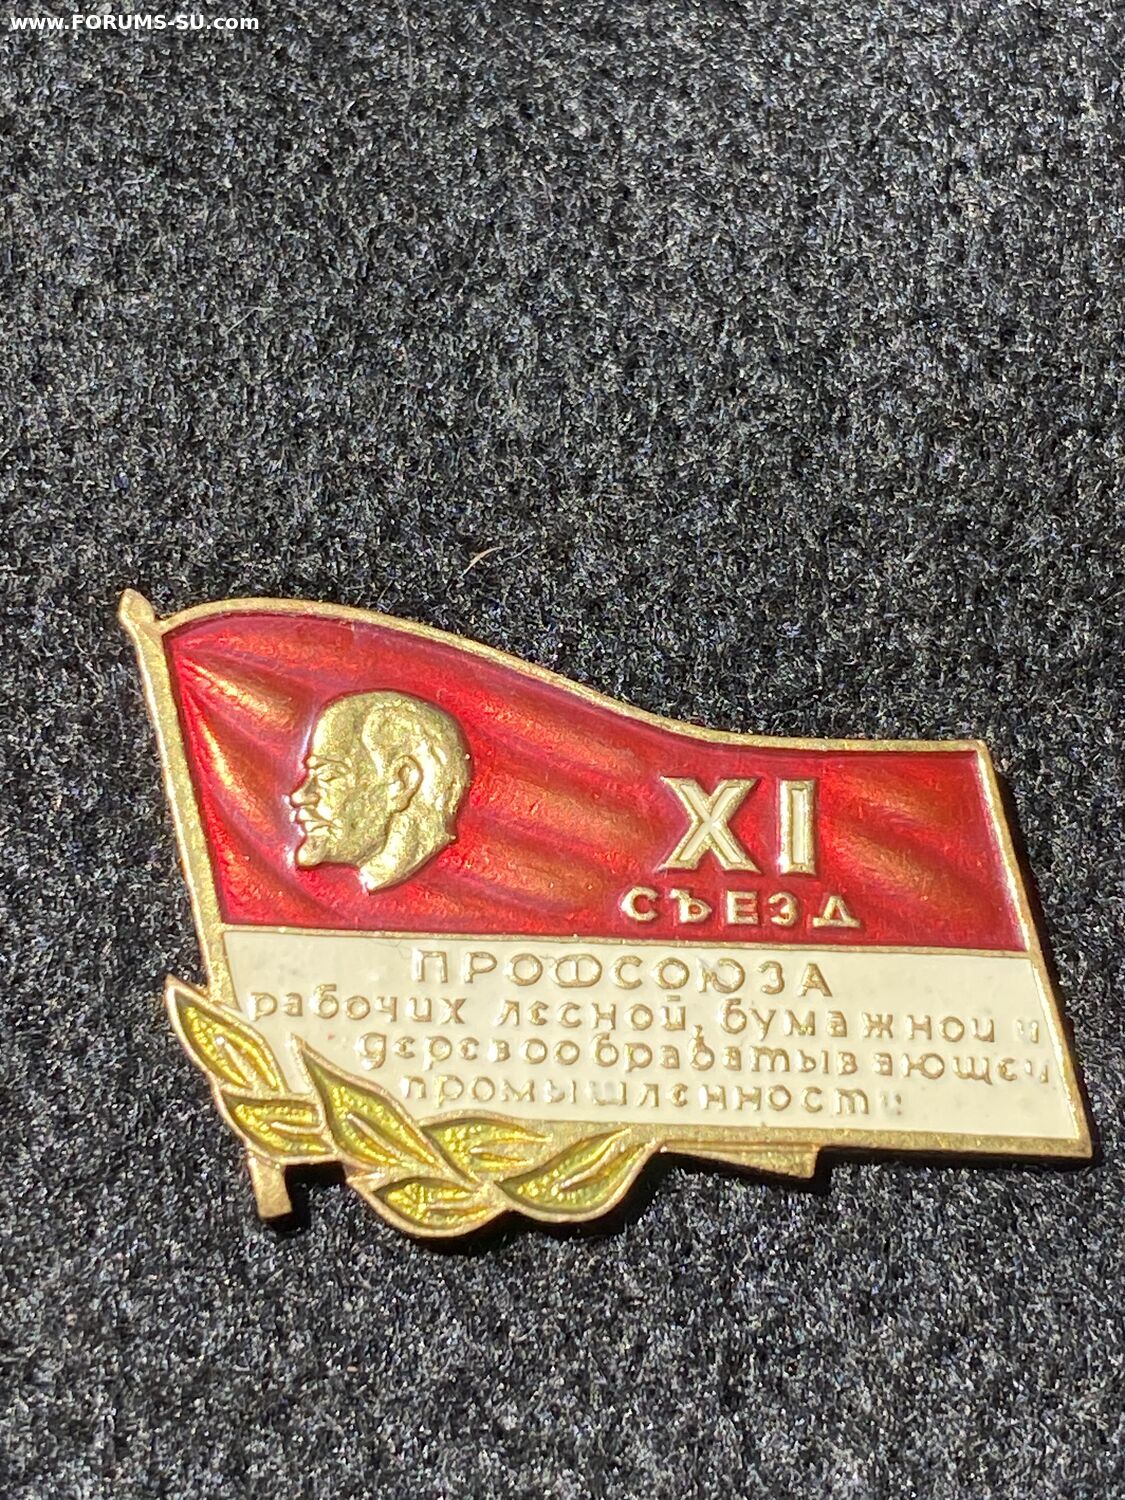 www.FORUMS-SU.com
XI
СЪЕЗД
ПРОФСОЮЗА
рабочих лесной, бумажной и
деревообрабатывающей
промышленности